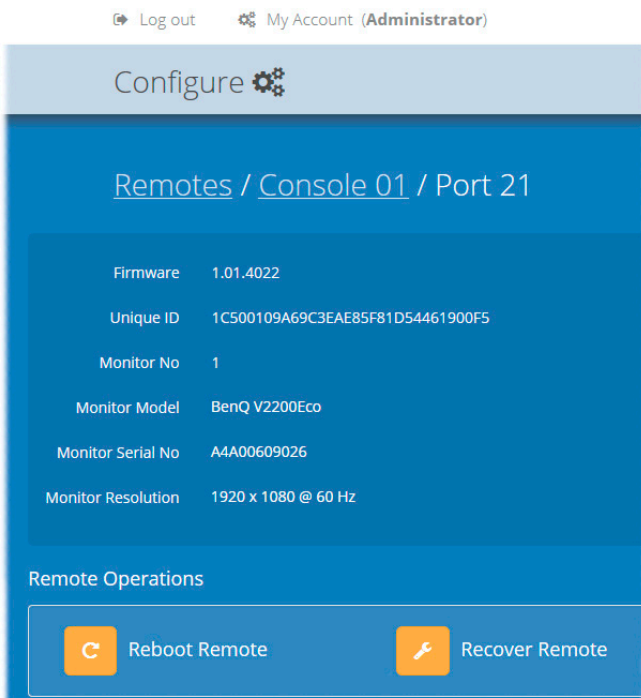 Log out My Account (Administrator)
Configure
Remotes / Console 01 / Port 21
Firmware 1.01.4022
Unique ID 1C500109A69C3EAE85F81D54461900F5
Monitor No 1
Monitor Model BenQ V2200Eco
Monitor Serial No A4A00609026
Monitor Resolution 1920 x 1080 @ 60 Hz
Remote Operations
Reboot Remote Recover Remote